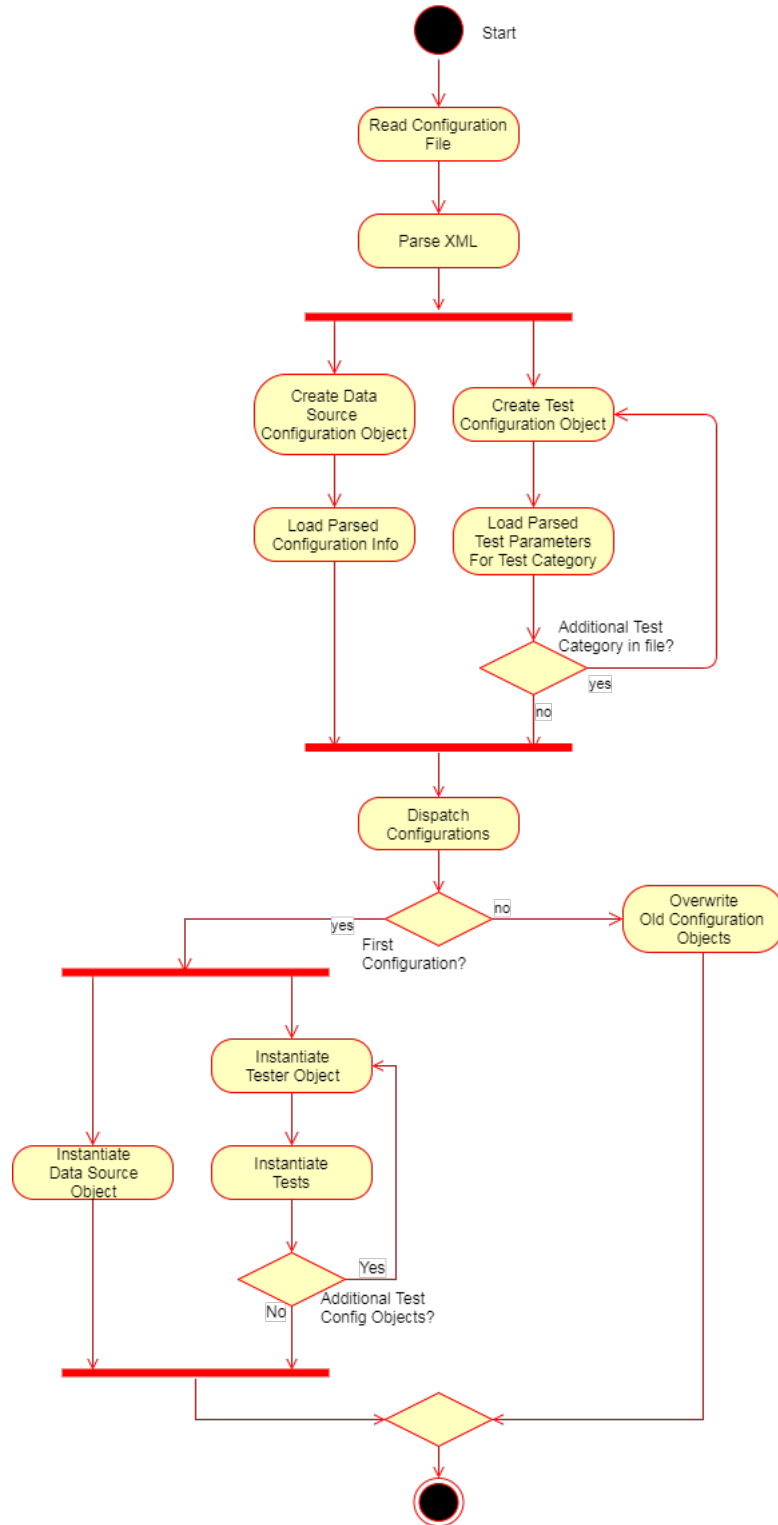 Start
Read Configuration
File
Parse XML
Create Data
Source
Configuration Object
Create Test
Configuration Object
Load Parsed
Configuration Info
Load Parsed
Test Parameters
For Test Category
Additional Test
Category in file?
yes
no
Dispatch
Configurations
Overwrite
Old Configuration
Objects
no
yes
First
Configuration?
Instantiate
Tester Object
Instantiate
Data Source
Object
Instantiate
Tests
Yes
Additional Test
Config Objects?
No